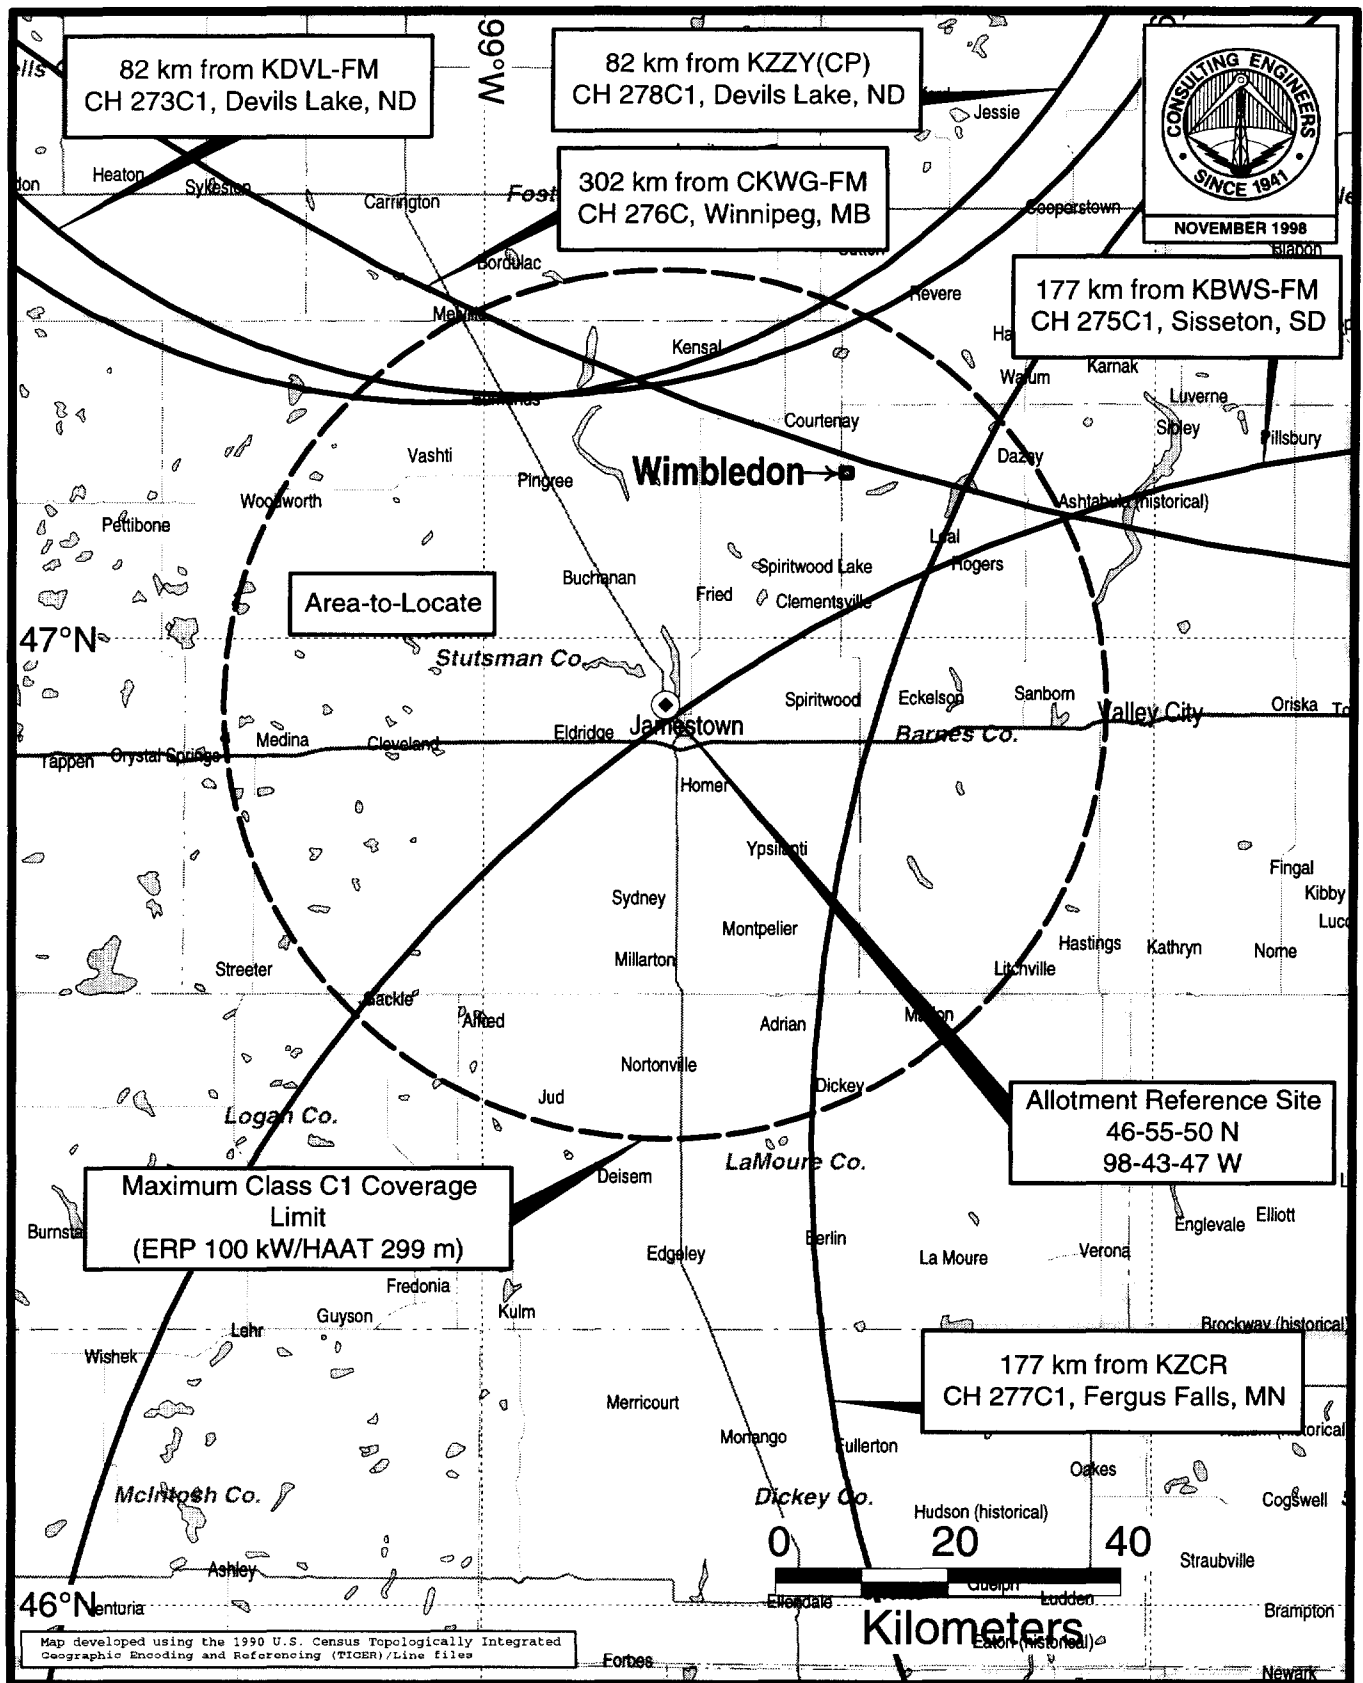 82 km from KDVL-FM
CH 273C1, Devils Lake, ND
99°W
82 km from KZZY(CP)
CH 278C1, Devils Lake, ND
CONSULTING ENGINEERS
SINCE 1941
NOVEMBER 1998
Jessie
Heaton
Sykeston
Carrington
302 km from CKWG-FM
CH 276C, Winnipeg, MB
Cooperstown
Blabon
Bordulac
177 km from KBWS-FM
CH 275C1, Sisseton, SD
Revere
Melville
Kensal
Edmunds
Walum
Karnak
Luverne
Courtenay
Sibley
Pillsbury
Vashti
Dazey
Wimbledon
Pingree
Woodworth
Ashtabula (historical)
Pettibone
Leal
Rogers
Buchanan
Spiritwood Lake
Fried
Clementsville
Area-to-Locate
47°N
Stutsman Co.
Spiritwood
Eckelson
Sanborn
Valley City
Oriska
Jamestown
Eldridge
Barnes Co.
Medina
Cleveland
Tappen
Crystal Springs
Homer
Ypsilanti
Fingal
Kibby
Sydney
Montpelier
Hastings
Kathryn
Nome
Millarton
Streeter
Litchville
Gackle
Alfred
Adrian
Marion
Nortonville
Dickey
Jud
Logan Co.
Allotment Reference Site
46-55-50 N
98-43-47 W
LaMoure Co.
Deisem
Maximum Class C1 Coverage
Limit
(ERP 100 kW/HAAT 299 m)
Englevale
Elliott
Berlin
Edgeley
La Moure
Verona
Fredonia
Guyson
Kulm
Lehr
Brockway (historical)
Wishek
177 km from KZCR
CH 277C1, Fergus Falls, MN
Merricourt
Monango
Fullerton
Oakes
McIntosh Co.
Dickey Co.
Hudson (historical)
Cogswell
0 20 40
Straubville
Ashley
Guelph
Ludden
Ellendale
46°N
Venturia
Brampton
Kilometers
Eaton (historical)
Map developed using the 1990 U.S. Census Topologically Integrated
Geographic Encoding and Referencing (TIGER)/Line files
Forbes
Newark